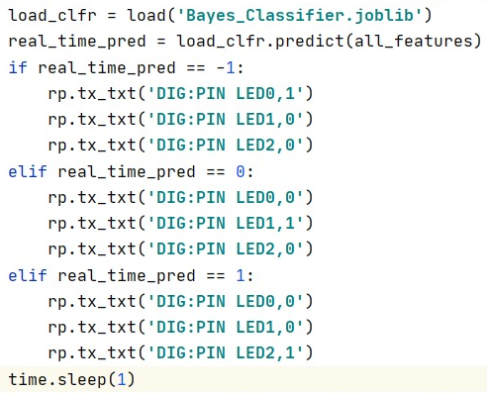 load_clfr = load('Bayes_Classifier.joblib')
real_time_pred = load_clfr.predict(all_features)
if real_time_pred == -1:
    rp.tx_txt('DIG:PIN LED0,1')
    rp.tx_txt('DIG:PIN LED1,0')
    rp.tx_txt('DIG:PIN LED2,0')
elif real_time_pred == 0:
    rp.tx_txt('DIG:PIN LED0,0')
    rp.tx_txt('DIG:PIN LED1,1')
    rp.tx_txt('DIG:PIN LED2,0')
elif real_time_pred == 1:
    rp.tx_txt('DIG:PIN LED0,0')
    rp.tx_txt('DIG:PIN LED1,0')
    rp.tx_txt('DIG:PIN LED2,1')
time.sleep(1)